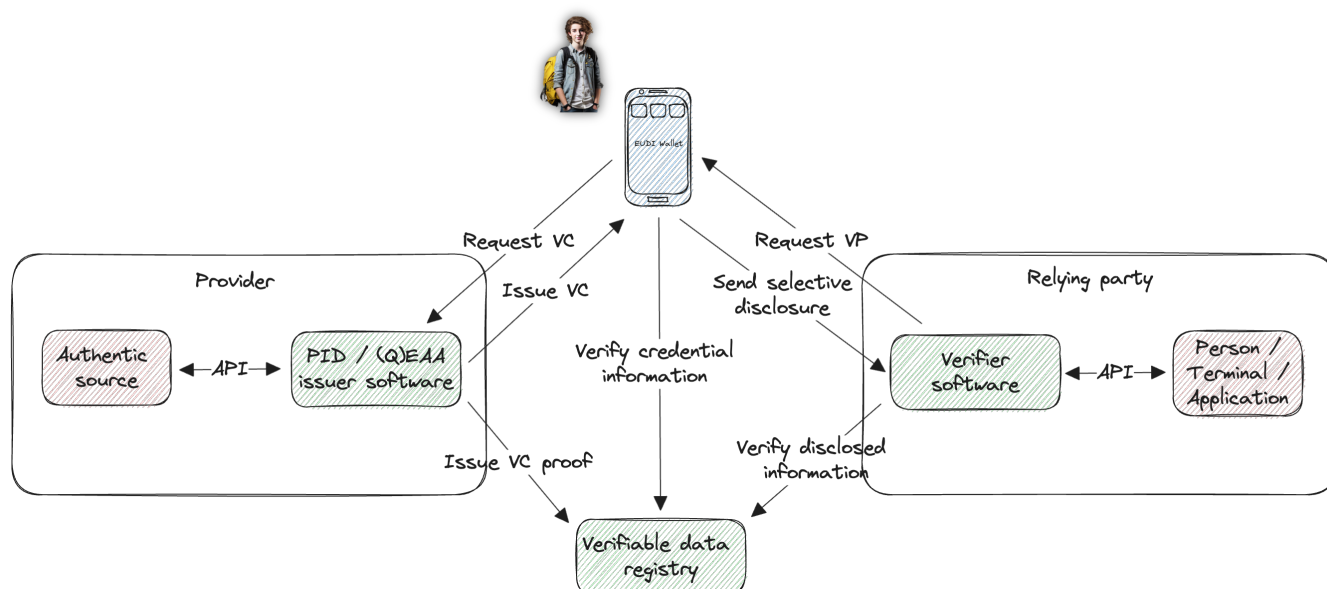 EUDI Wallet
Request VC
Request VP
Provider
Issue VC
Send selective
disclosure
Relying party
Authentic
source
API
PID / (Q)EAA
issuer software
Verify credential
information
Verifier
software
API
Person /
Terminal /
Application
Issue VC proof
Verify disclosed
information
Verifiable data
registry